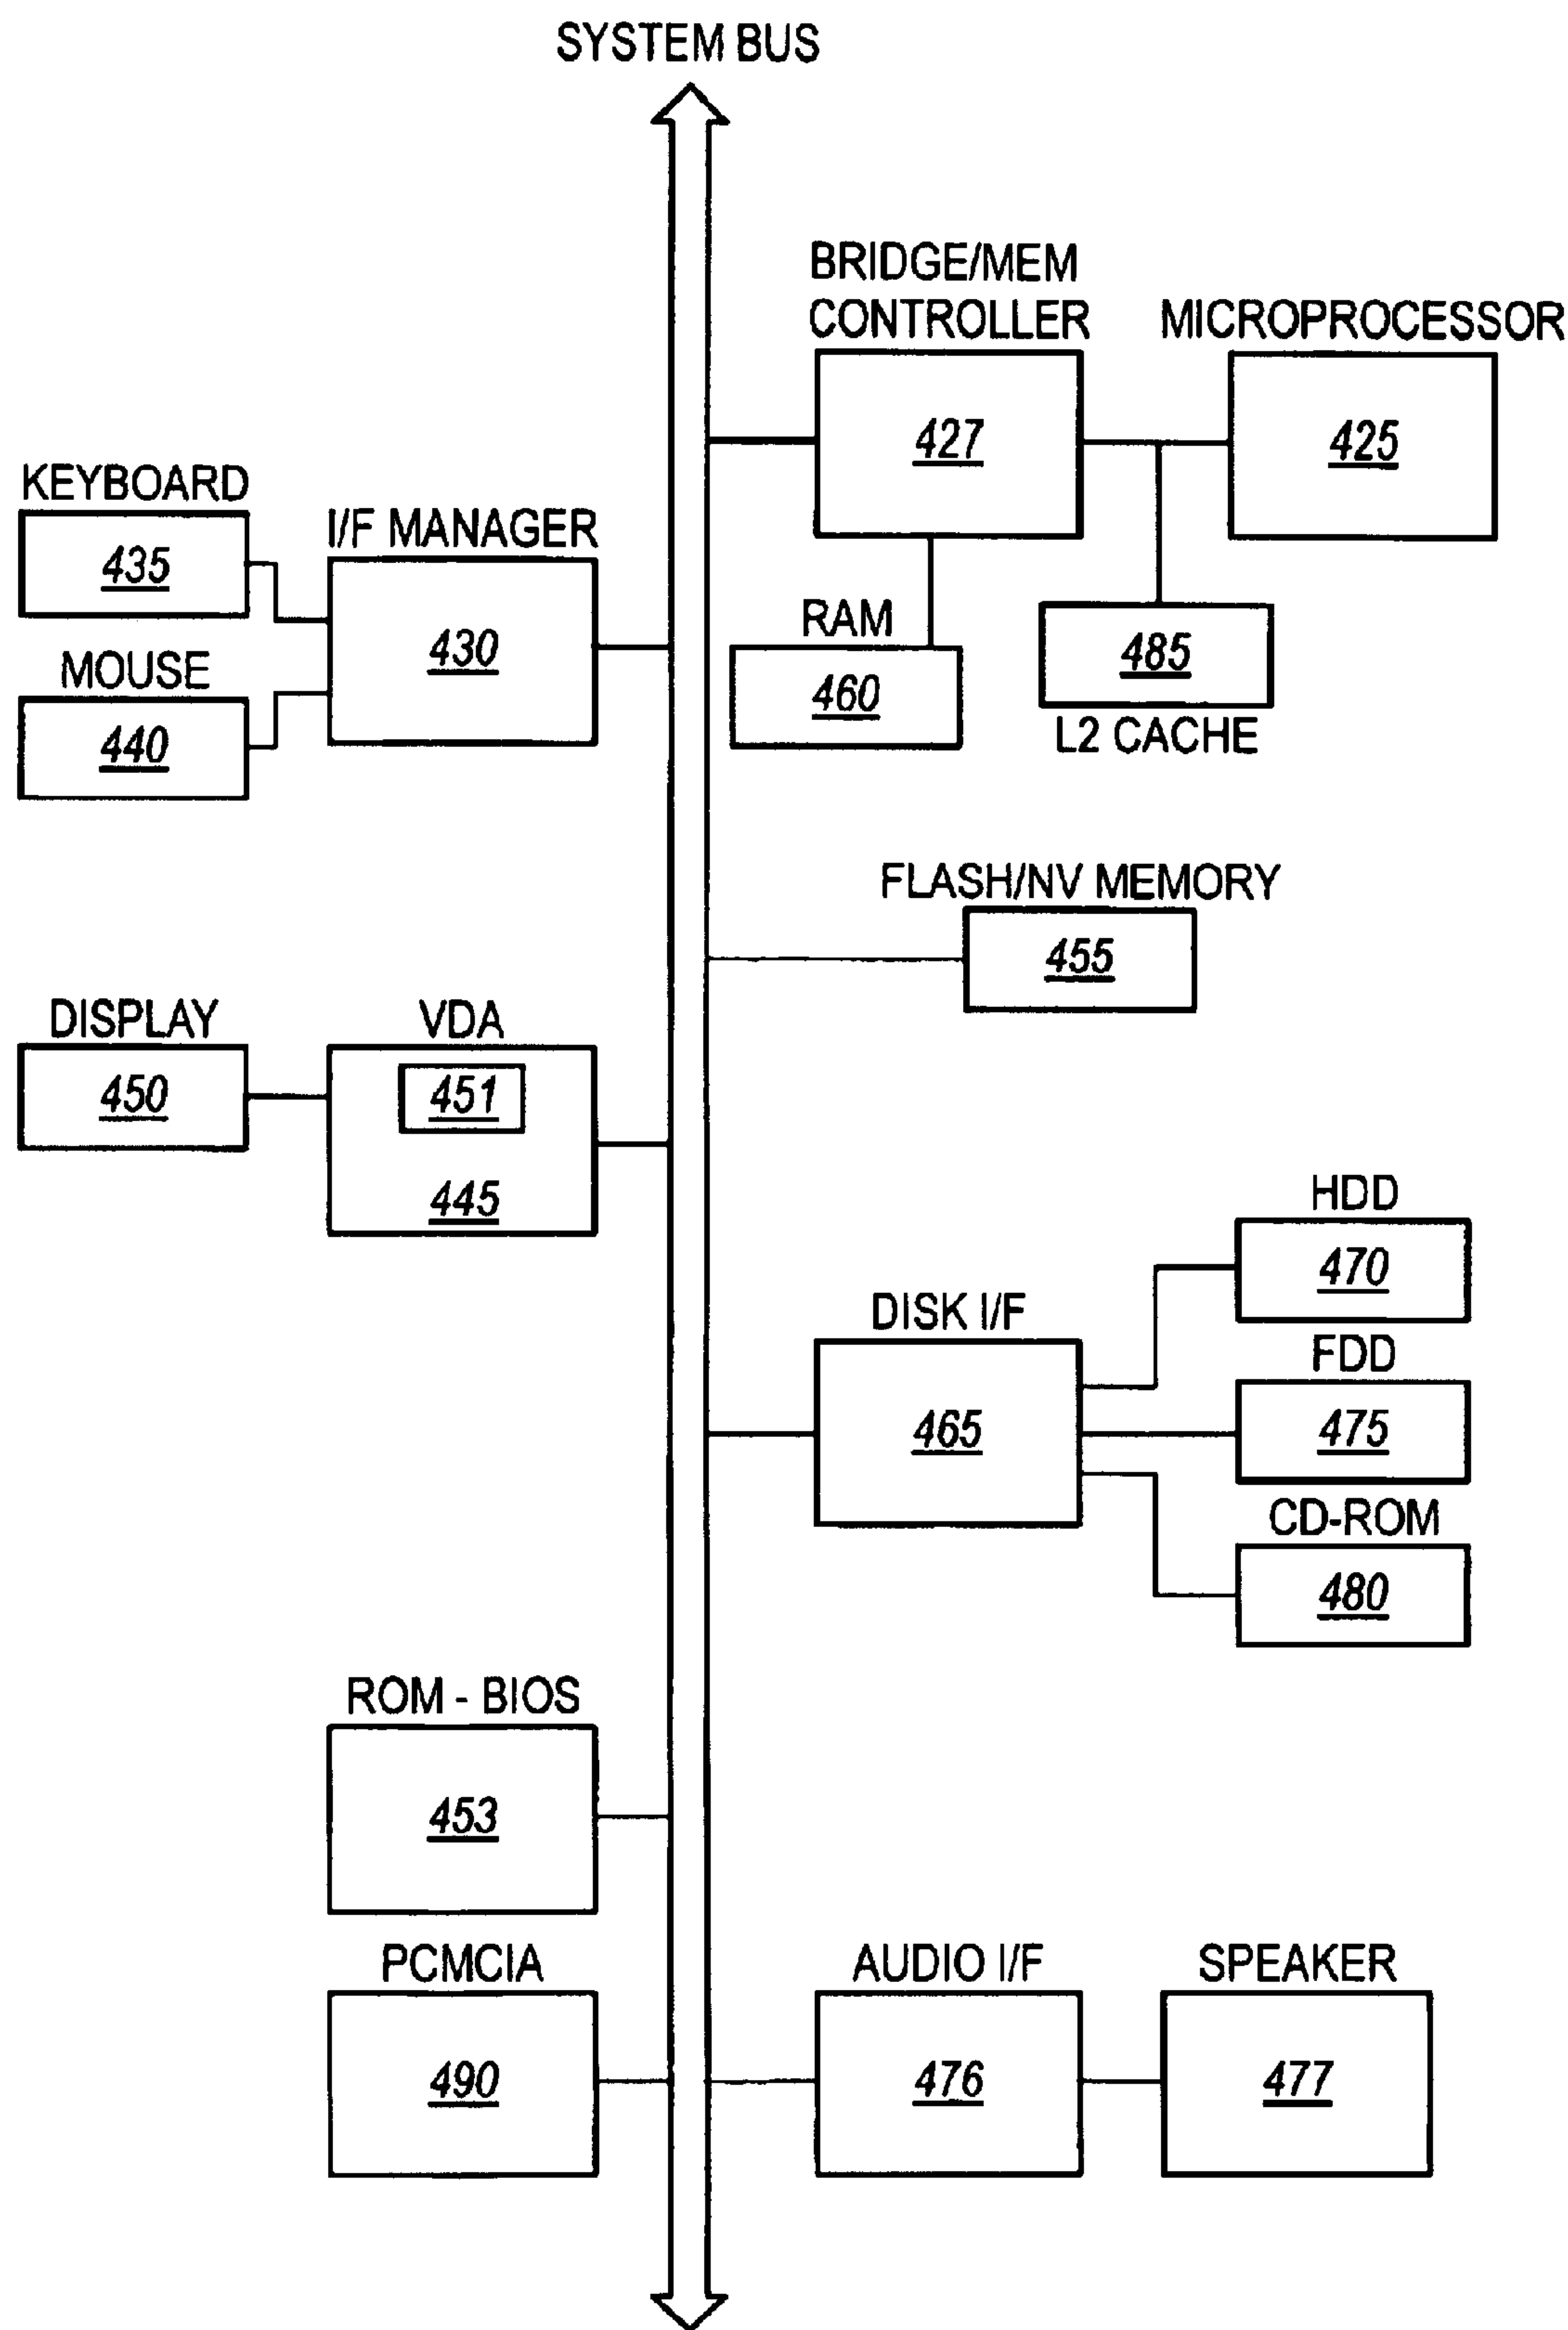 SYSTEM BUS
BRIDGE/MEM
CONTROLLER
427
MICROPROCESSOR
425
KEYBOARD
435
I/F MANAGER
430
MOUSE
440
RAM
460
485
L2 CACHE
FLASH/NV MEMORY
455
DISPLAY
450
VDA
451
445
HDD
470
DISK I/F
465
FDD
475
CD-ROM
480
ROM - BIOS
453
PCMCIA
490
AUDIO I/F
476
SPEAKER
477